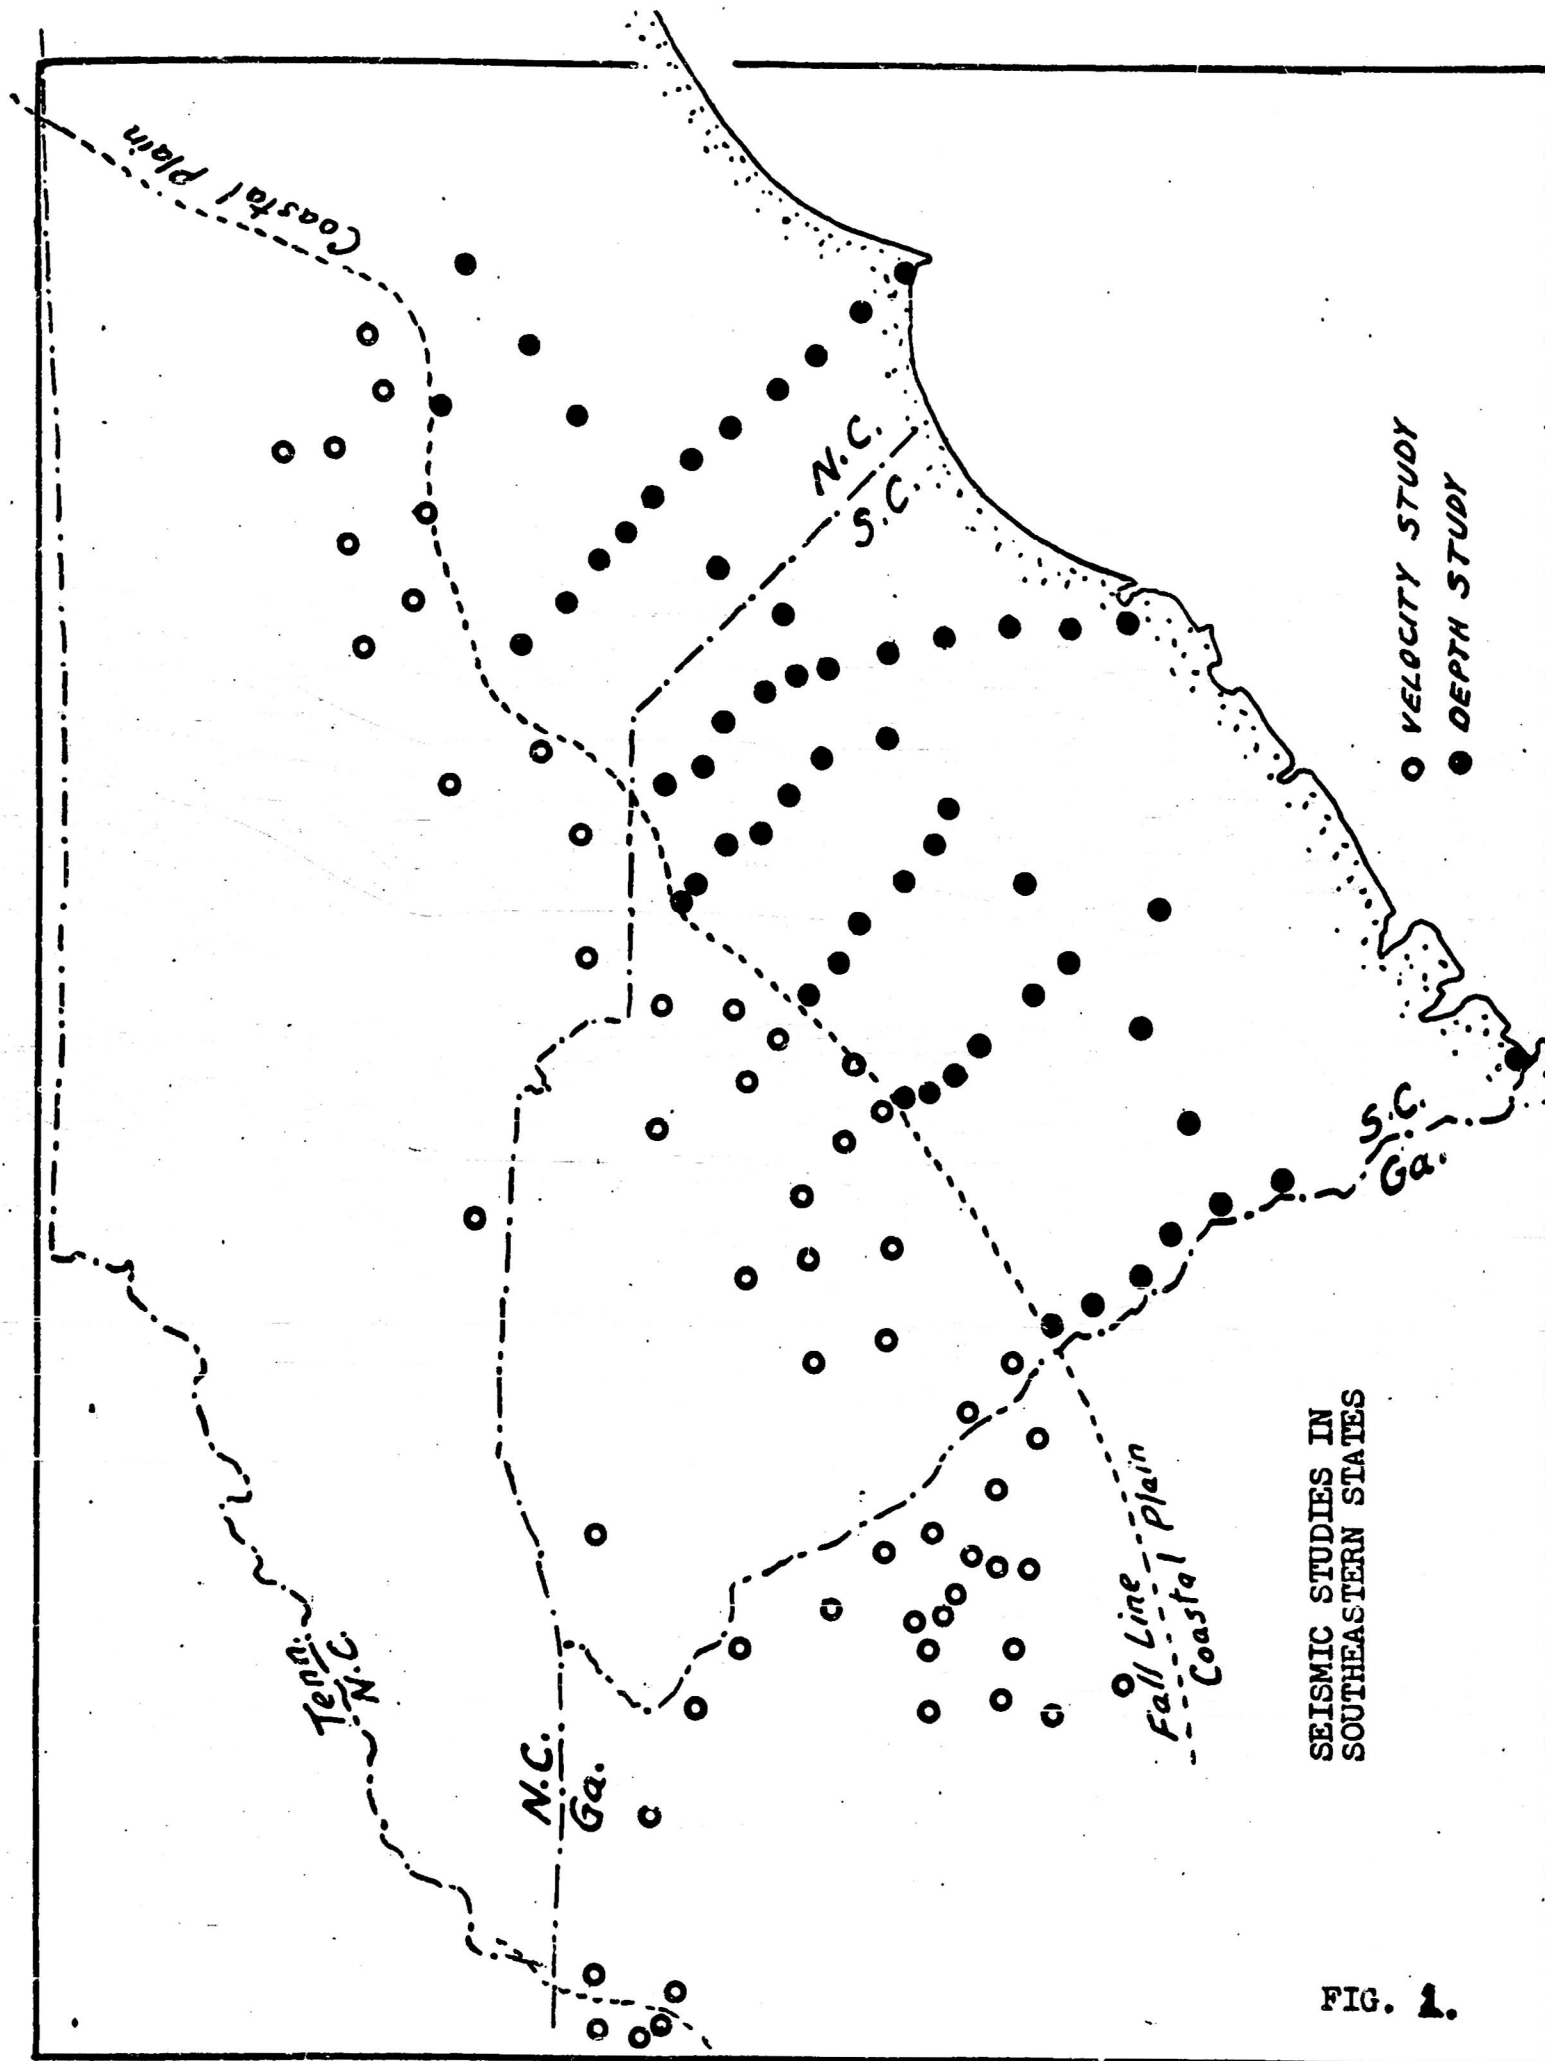 Coastal Plain
N.C.
S.C.
VELOCITY STUDY
DEPTH STUDY
S.C.
Ga.
Tenn.
N.C.
N.C.
Ga.
Fall Line
Coastal Plain
SEISMIC STUDIES IN
SOUTHEASTERN STATES
FIG. 1.